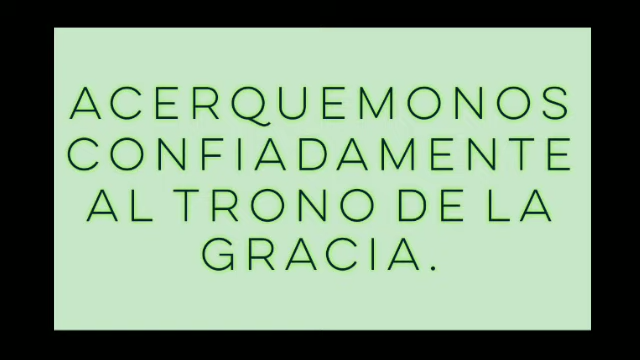 ACERQUEMONOS
CONFIADAMENTE
AL TRONO DE LA
GRACIA.